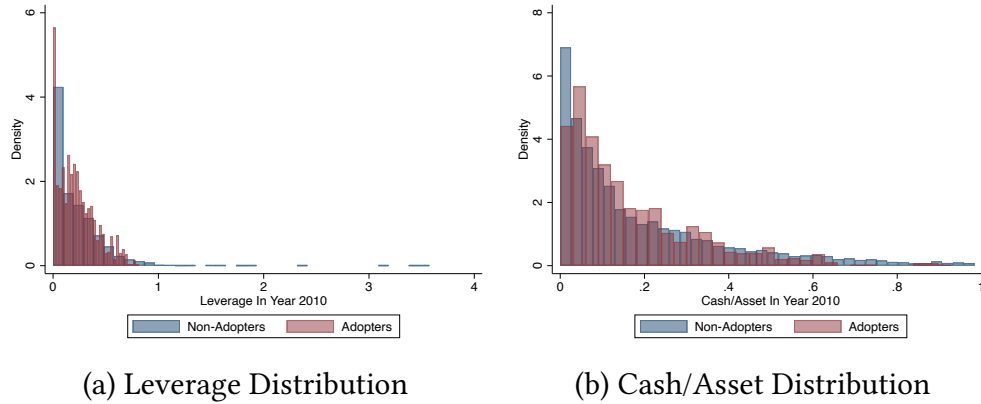 Density
6
4
2
0
0 1 2 3 4
Leverage In Year 2010
Non-Adopters Adopters
(a) Leverage Distribution
Density
8
6
4
2
0
0 .2 .4 .6 .8 1
Cash/Asset In Year 2010
Non-Adopters Adopters
(b) Cash/Asset Distribution